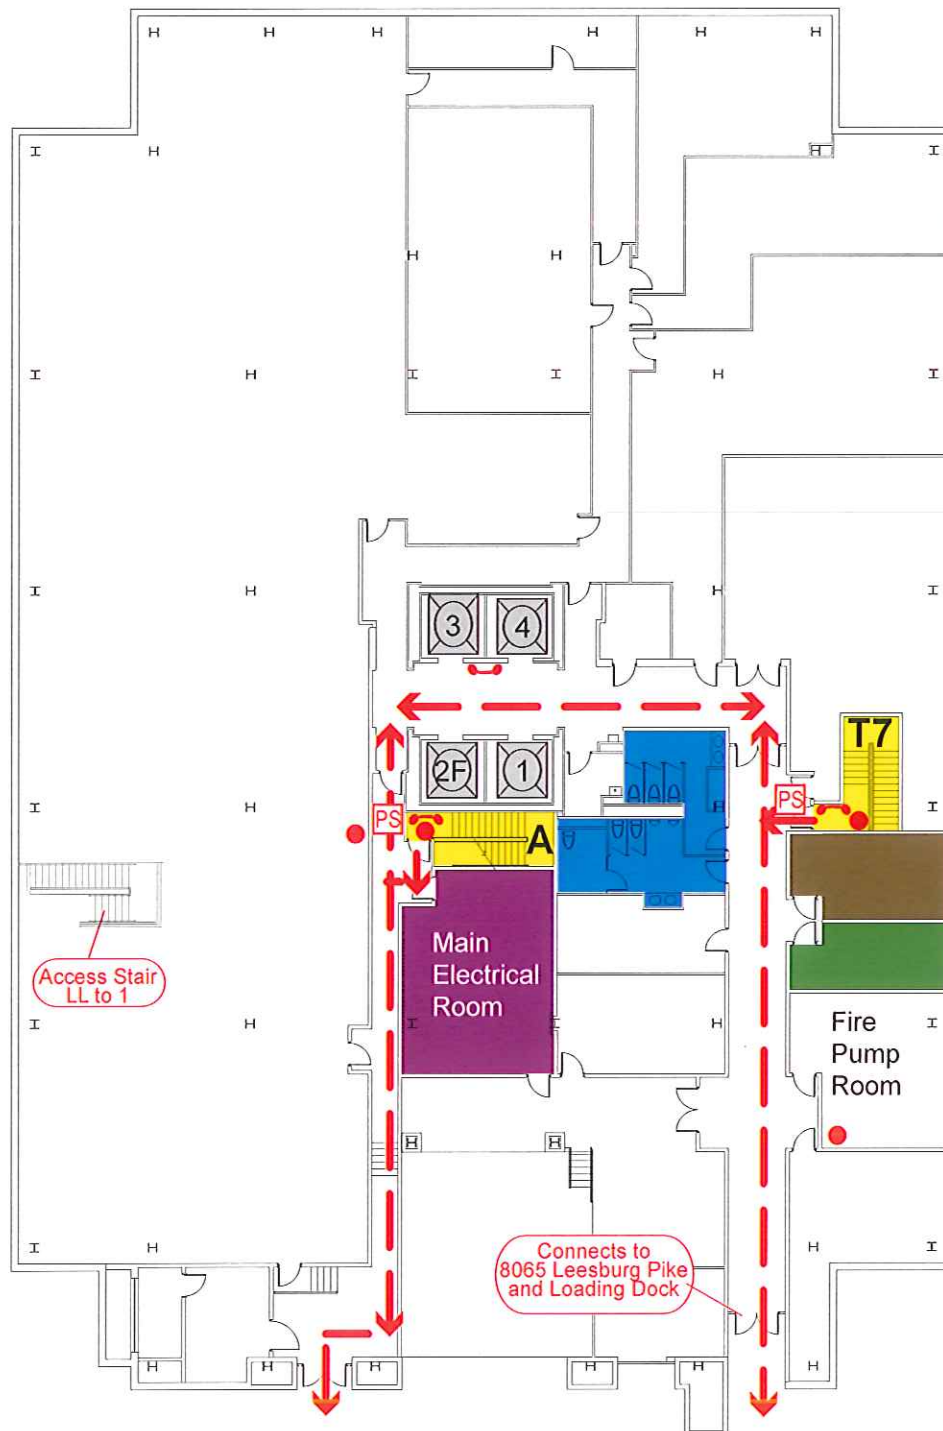 3
4
2F
1
T7
PS
PS
A
Access Stair
LL to 1
Main
Electrical
Room
Fire
Pump
Room
Connects to
8065 Leesburg Pike
and Loading Dock